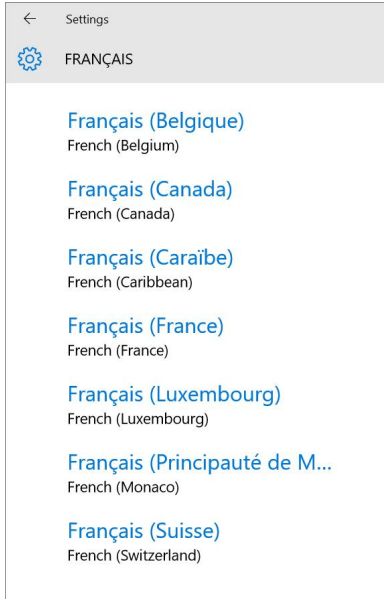 Settings
FRANÇAIS
Français (Belgique)
French (Belgium)
Français (Canada)
French (Canada)
Français (Caraïbe)
French (Caribbean)
Français (France)
French (France)
Français (Luxembourg)
French (Luxembourg)
Français (Principauté de M...
French (Monaco)
Français (Suisse)
French (Switzerland)